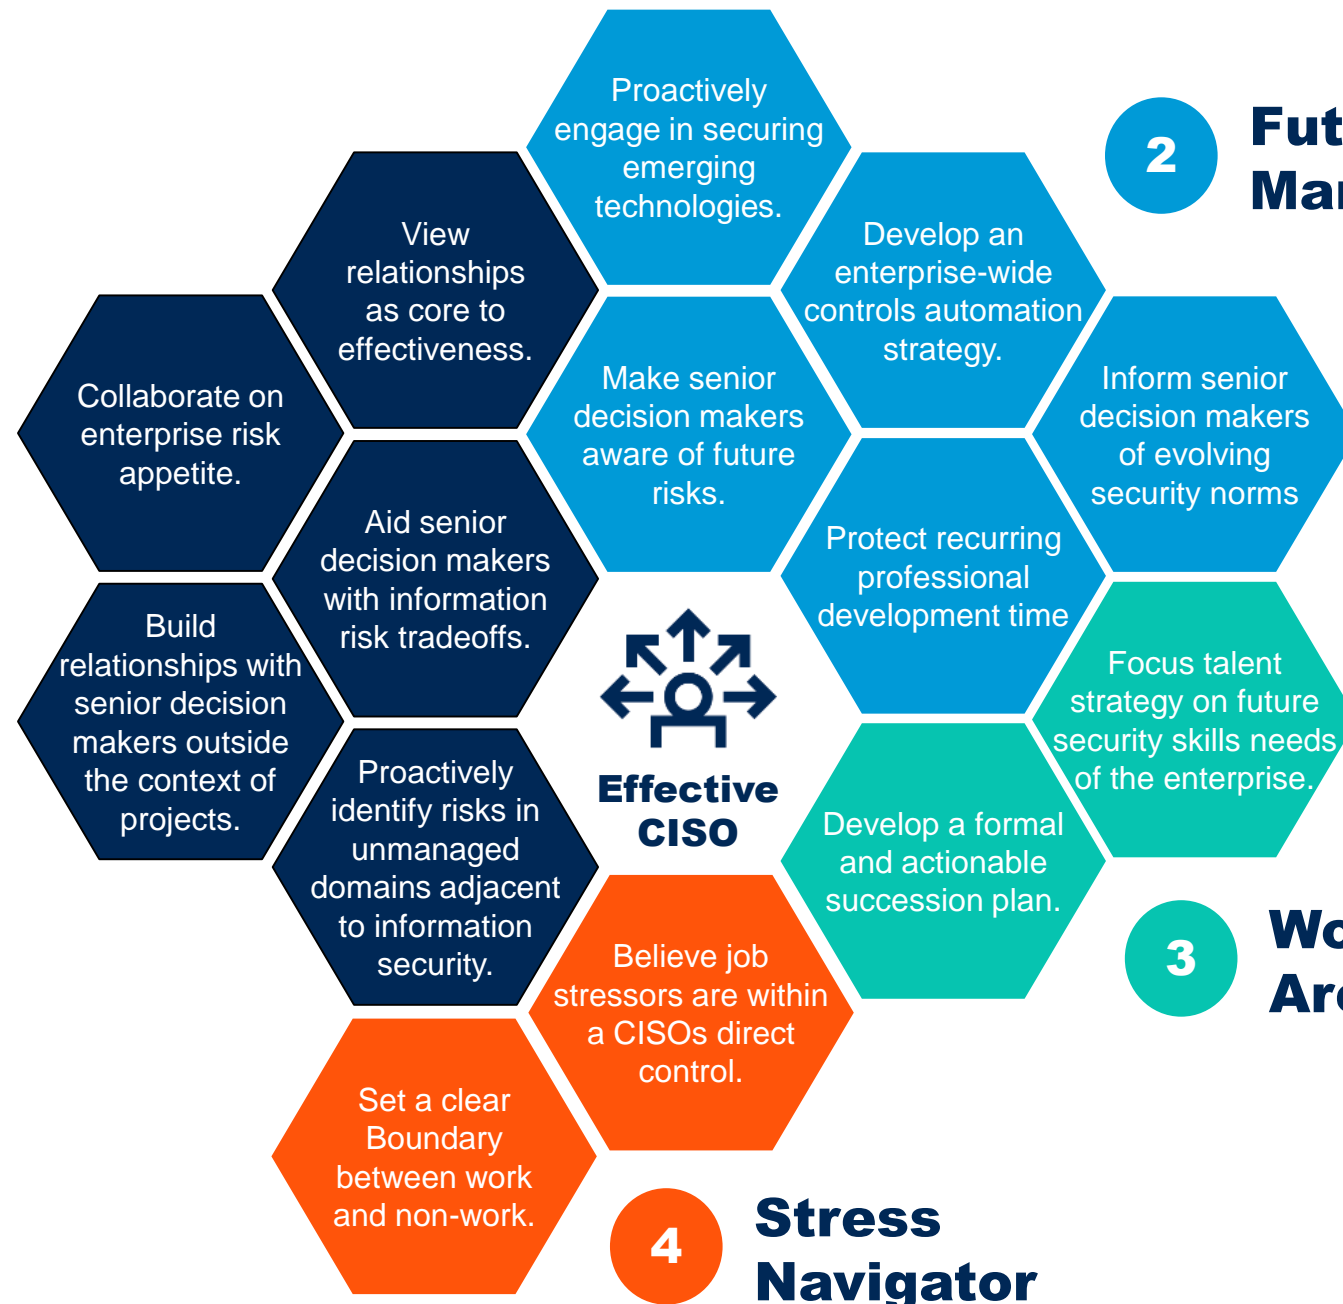 Proactively
engage in securing
emerging
technologies.
2
View
relationships
as core to
effectiveness.
Develop an
enterprise-wide
controls automation
strategy.
Collaborate on
enterprise risk
appetite.
Make senior
decision makers
aware of future
risks.
Inform senior
decision makers
of evolving
security norms
Aid senior
decision makers
with information
risk tradeoffs.
Protect recurring
professional
development time
Build
relationships with
senior decision
makers outside
the context of
projects.
Focus talent
strategy on future
security skills needs
of the enterprise.
Proactively
identify risks in
unmanaged
domains adjacent
to information
security.
Effective
CISO
Develop a formal
and actionable
succession plan.
3
Believe job
stressors are within
a CISOs direct
control.
Set a clear
Boundary
between work
and non-work.
4
Stress
Navigator